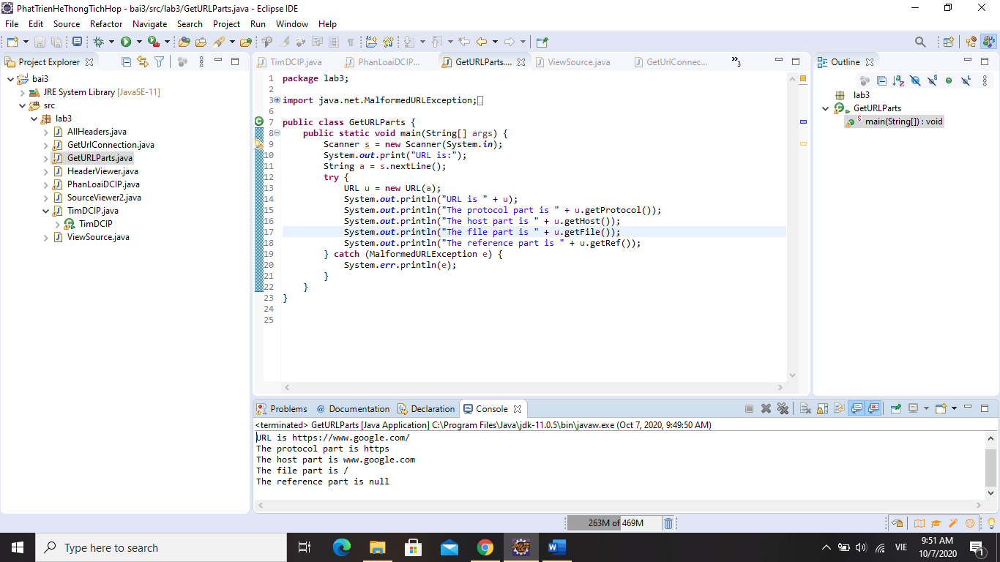 PhatTrienHeThongTichHop - bai3/src/lab3/GetURLParts.java - Eclipse IDE
File Edit Source Refactor Navigate Search Project Run Window Help
Project Explorer
bai3
JRE System Library [JavaSE-11]
src
lab3
AllHeaders.java
GetUrlConnection.java
GetURLParts.java
HeaderViewer.java
PhanLoaiDCIP.java
SourceViewer2.java
TimDCIP.java
TimDCIP
ViewSource.java
TimDCIP.java PhanLoaiDCIP... GetURLParts.... ViewSource.java GetUrlConnec... »3
1 package lab3;
2
3 import java.net.MalformedURLException;
6
7 public class GetURLParts {
8 public static void main(String[] args) {
9 Scanner s = new Scanner(System.in);
10 System.out.print("URL is:");
11 String a = s.nextLine();
12 try {
13 URL u = new URL(a);
14 System.out.println("URL is " + u);
15 System.out.println("The protocol part is " + u.getProtocol());
16 System.out.println("The host part is " + u.getHost());
17 System.out.println("The file part is " + u.getFile());
18 System.out.println("The reference part is " + u.getRef());
19 } catch (MalformedURLException e) {
20 System.err.println(e);
21 }
22 }
23 }
24
25
Outline
lab3
GetURLParts
main(String[]) : void
Problems @ Documentation Declaration Console
<terminated> GetURLParts [Java Application] C:\Program Files\Java\jdk-11.0.5\bin\javaw.exe (Oct 7, 2020, 9:49:50 AM)
URL is https://www.google.com/
The protocol part is https
The host part is www.google.com
The file part is /
The reference part is null
263M of 469M
Type here to search
VIE
9:51 AM
10/7/2020
1